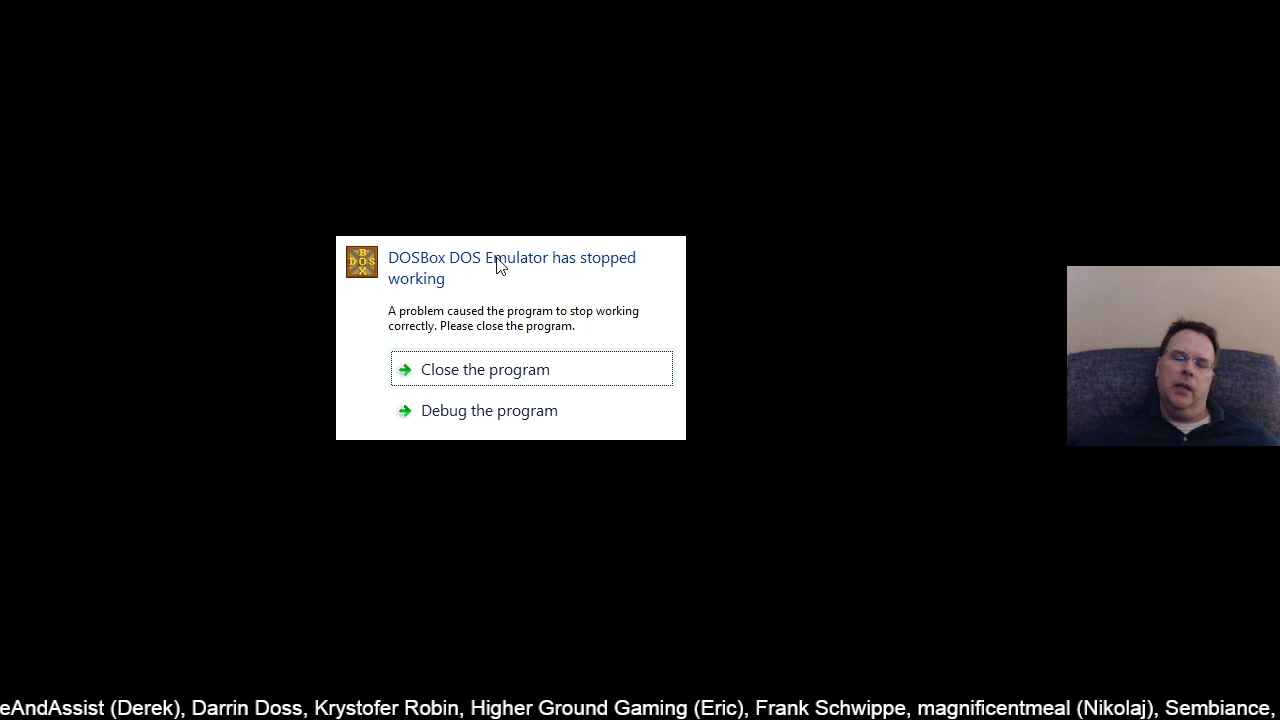 BOX
DOS
DOSBox DOS Emulator has stopped
working
A problem caused the program to stop working
correctly. Please close the program.
Close the program
Debug the program
eAndAssist (Derek), Darrin Doss, Krystofer Robin, Higher Ground Gaming (Eric), Frank Schwippe, magnificentmeal (Nikolaj), Sembiance,